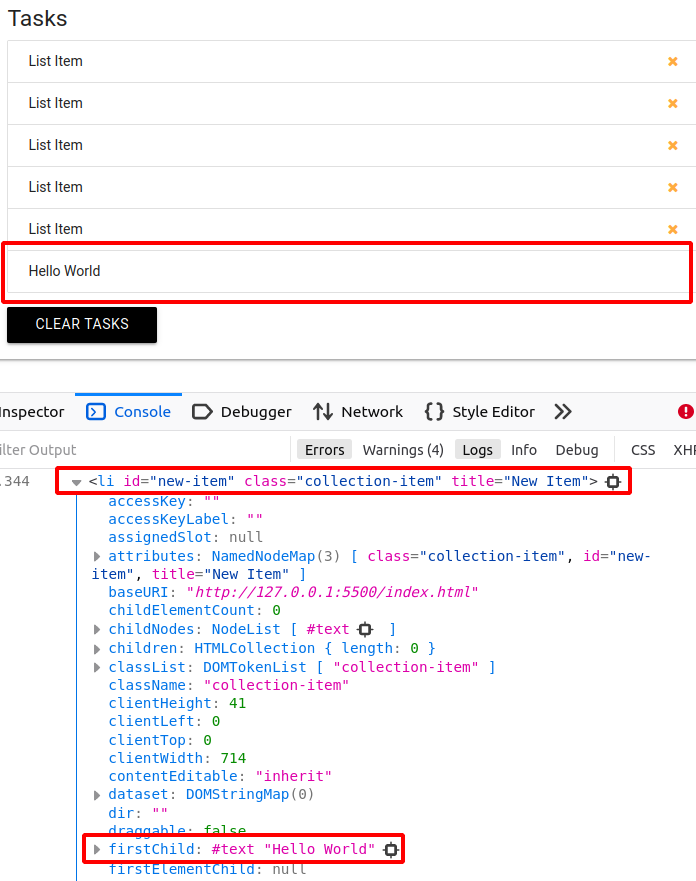 Tasks
List Item
List Item
List Item
List Item
List Item
Hello World
CLEAR TASKS
nspector Console Debugger Network Style Editor
ilter Output Errors Warnings (4) Logs Info Debug CSS XHR
.344 <li id="new-item" class="collection-item" title="New Item">
accessKey: ""
accessKeyLabel: ""
assignedSlot: null
attributes: NamedNodeMap(3) [ class="collection-item", id="new-
item", title="New Item" ]
baseURI: "http://127.0.0.1:5500/index.html"
childElementCount: 0
childNodes: NodeList [ #text ]
children: HTMLCollection { length: 0 }
classList: DOMTokenList [ "collection-item" ]
className: "collection-item"
clientHeight: 41
clientLeft: 0
clientTop: 0
clientWidth: 714
contentEditable: "inherit"
dataset: DOMStringMap(0)
dir: ""
draggable: false
firstChild: #text "Hello World"
firstElementChild: null